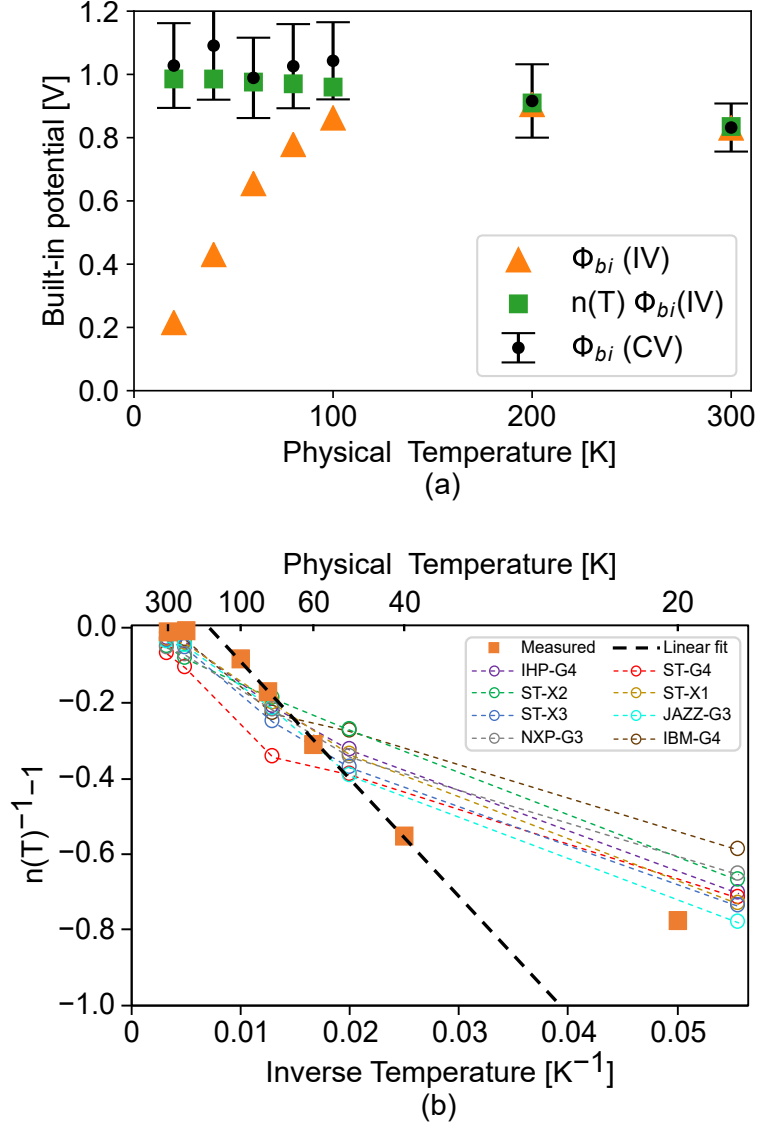 1.2
1.0
0.8
0.6
0.4
0.2
0.0
Built-in potential [V]
Φbi (IV)
n(T) Φbi(IV)
Φbi (CV)
0 100 200 300
Physical Temperature [K]
(a)
Physical Temperature [K]
300 100 60 40 20
0.0
−0.2
−0.4
−0.6
−0.8
−1.0
n(T)⁻¹−1
Measured
IHP-G4
ST-X2
ST-X3
NXP-G3
Linear fit
ST-G4
ST-X1
JAZZ-G3
IBM-G4
0 0.01 0.02 0.03 0.04 0.05
Inverse Temperature [K⁻¹]
(b)